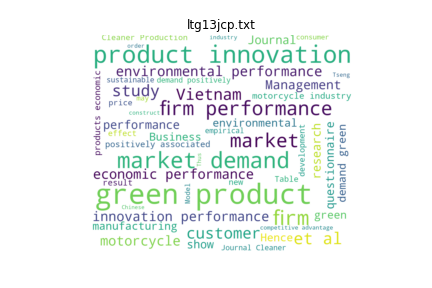 ltg13jcp.txt
Cleaner Production
industry
Journal
consumer
order
product innovation
environmental performance
Tseng
sustainable
demand positively
Management
study
Vietnam
motorcycle industry
products economic
price
may
firm performance
construct
performance
environmental
positively associated
effect
Business
empirical
market
development
research
questionnaire
demand green
market demand
economic performance
Thus
Table
result
Model
new
green product
Chinese
innovation performance
firm
green
manufacturing
customer
competitive advantage
Hence
et al
motorcycle
show
Journal Cleaner